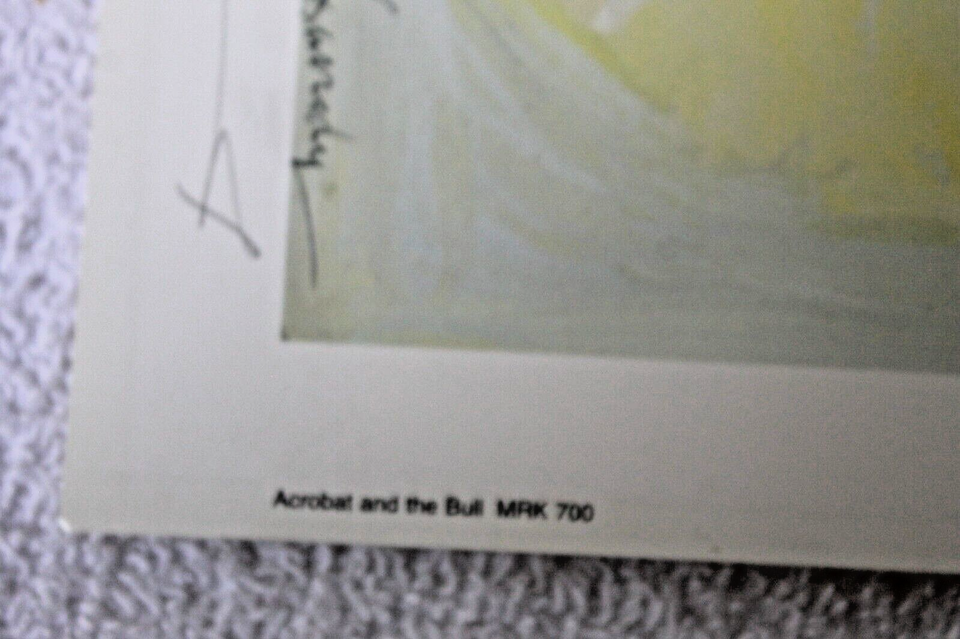 Acrobat and the Bull MRK 700